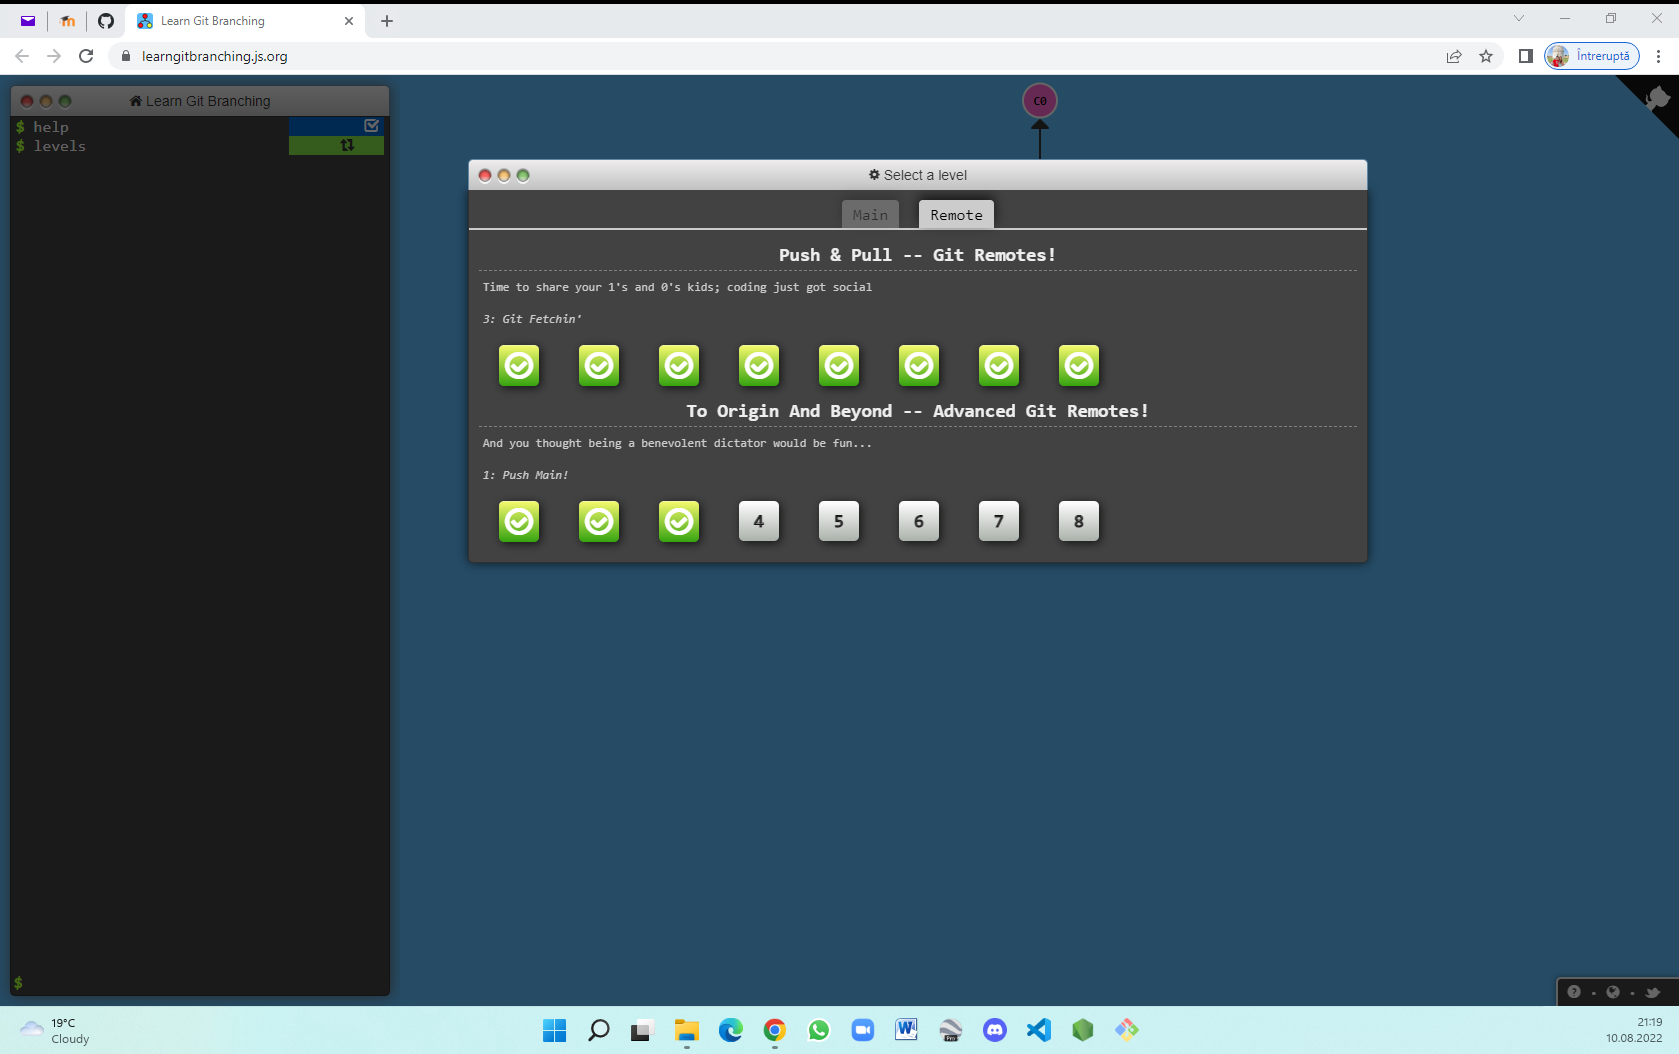 Learn Git Branching
learngitbranching.js.org
Întreruptă
Learn Git Branching
$ help
$ levels
$
C0
Select a level
Main
Remote
Push & Pull -- Git Remotes!
Time to share your 1's and 0's kids; coding just got social
3: Git Fetchin'
To Origin And Beyond -- Advanced Git Remotes!
And you thought being a benevolent dictator would be fun...
1: Push Main!
4 5 6 7 8
19°C
Cloudy
W
Pro
21:19
10.08.2022